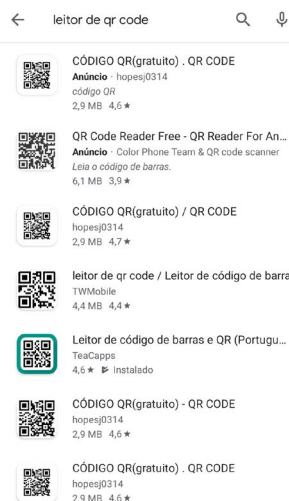 leitor de qr code
CÓDIGO QR(gratuito) . QR CODE
Anúncio · hopesj0314
código QR
2,9 MB 4,6 ★
QR Code Reader Free - QR Reader For An...
Anúncio · Color Phone Team & QR code scanner
Leia o código de barras.
6,1 MB 3,9 ★
CÓDIGO QR(gratuito) / QR CODE
hopesj0314
2,9 MB 4,7 ★
leitor de qr code / Leitor de código de barra
TWMobile
4,4 MB 4,4 ★
Leitor de código de barras e QR (Portugu...
TeaCapps
4,6 ★ Instalado
CÓDIGO QR(gratuito) - QR CODE
hopesj0314
2,9 MB 4,6 ★
CÓDIGO QR(gratuito) . QR CODE
hopesj0314
2,9 MB 4,6 ★